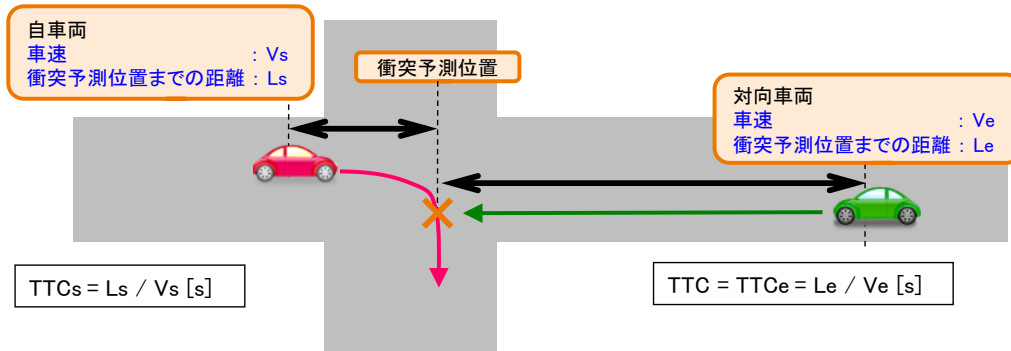 自車両
車速 : Vs
衝突予測位置までの距離 : Ls
衝突予測位置
対向車両
車速 : Ve
衝突予測位置までの距離 : Le
TTCs = Ls / Vs [s]
TTC = TTCe = Le / Ve [s]